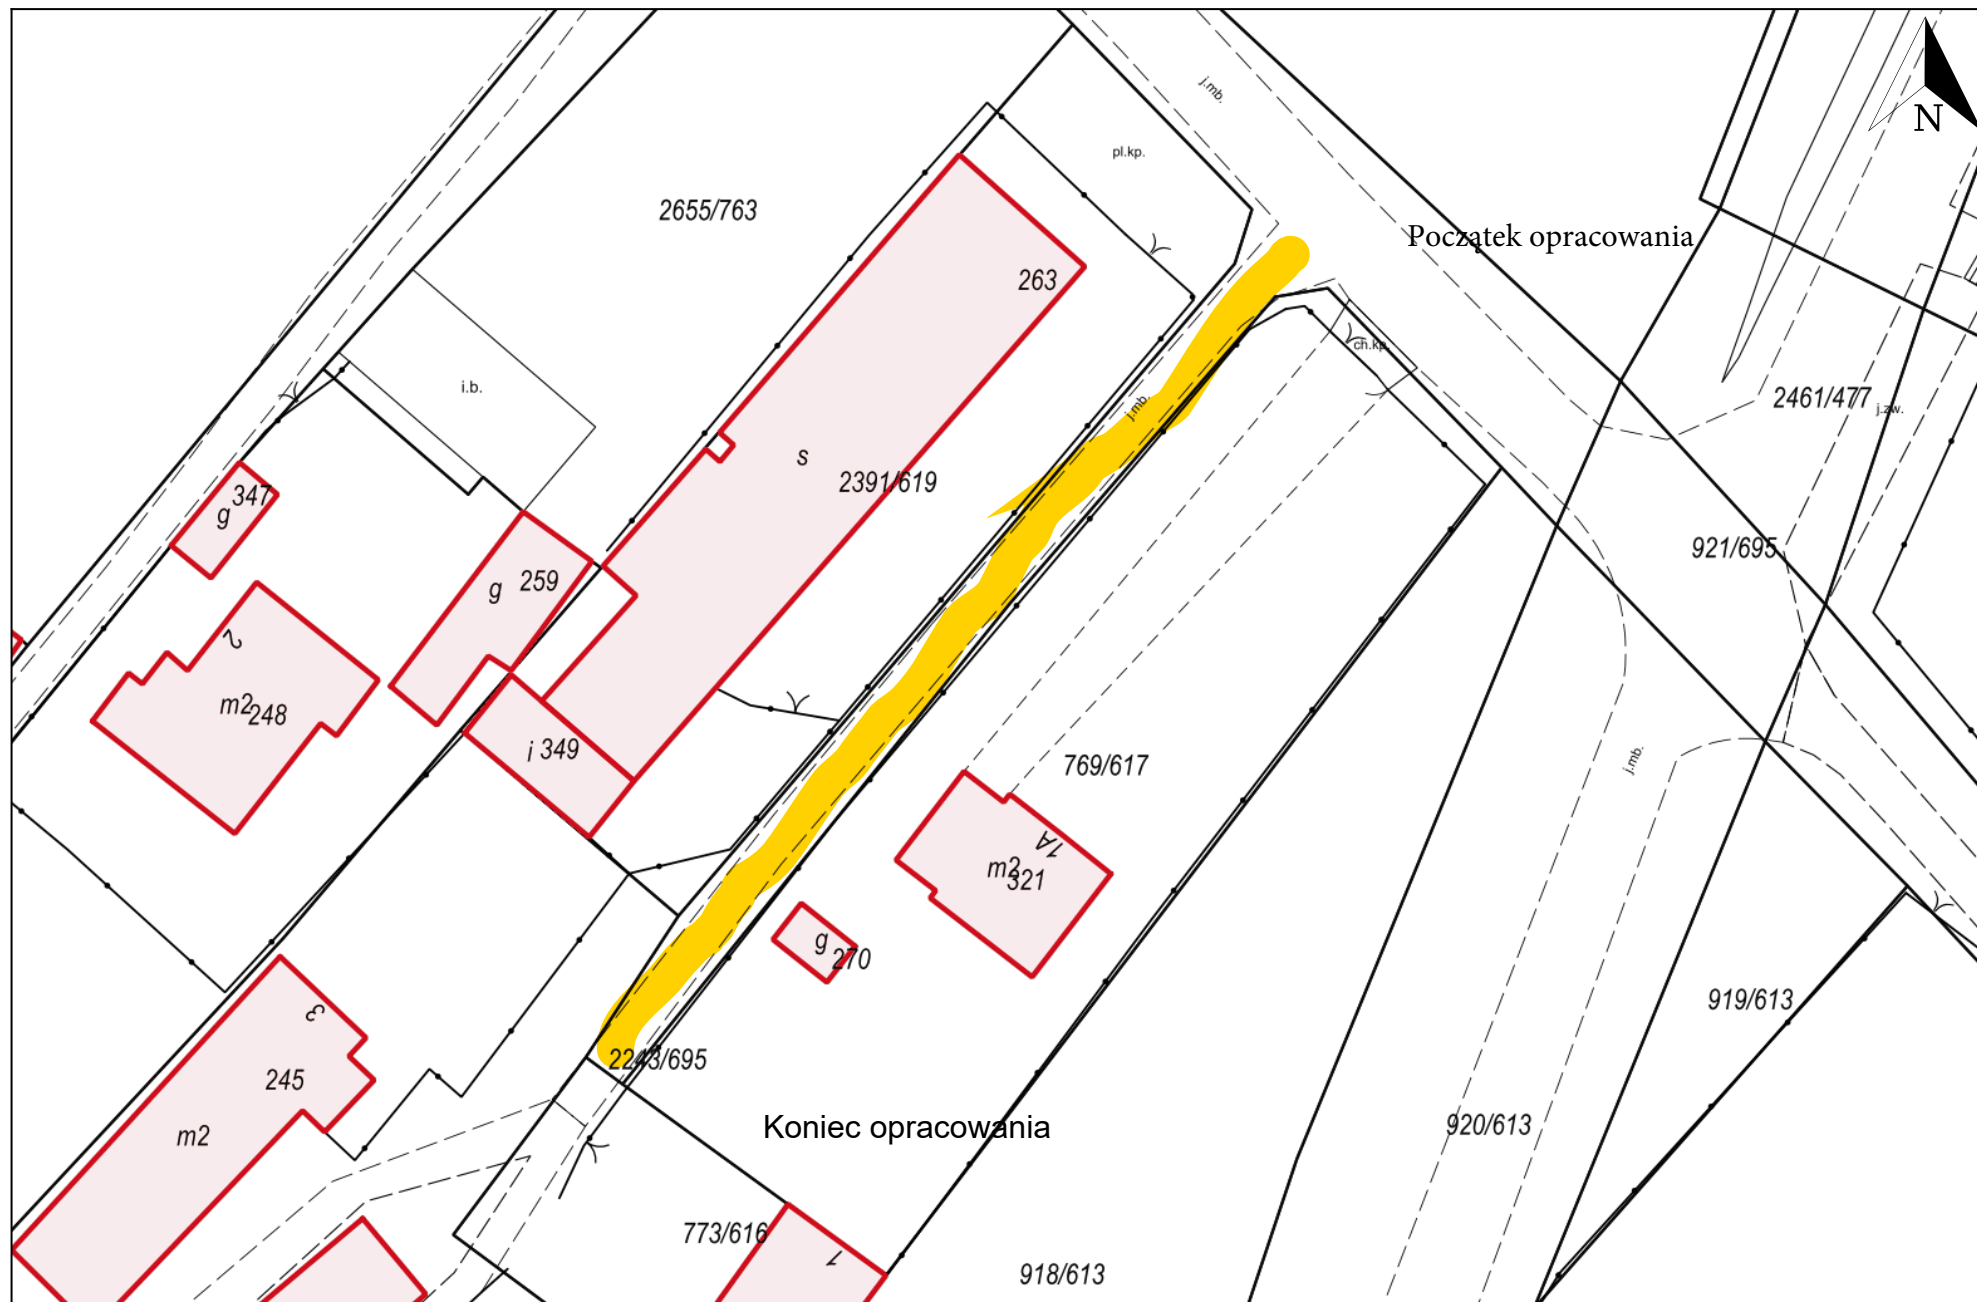 j.mb.
N
pl.kp.
2655/763
Początek opracowania
263
ch.kp.
i.b.
2461/477
j.zw.
j.mb.
s
2391/619
347
g
921/695
g 259
2
m2
248
i 349
769/617
j.mb.
1A
m2
321
g
270
3
919/613
2243/695
245
Koniec opracowania
920/613
m2
773/616
1
918/613